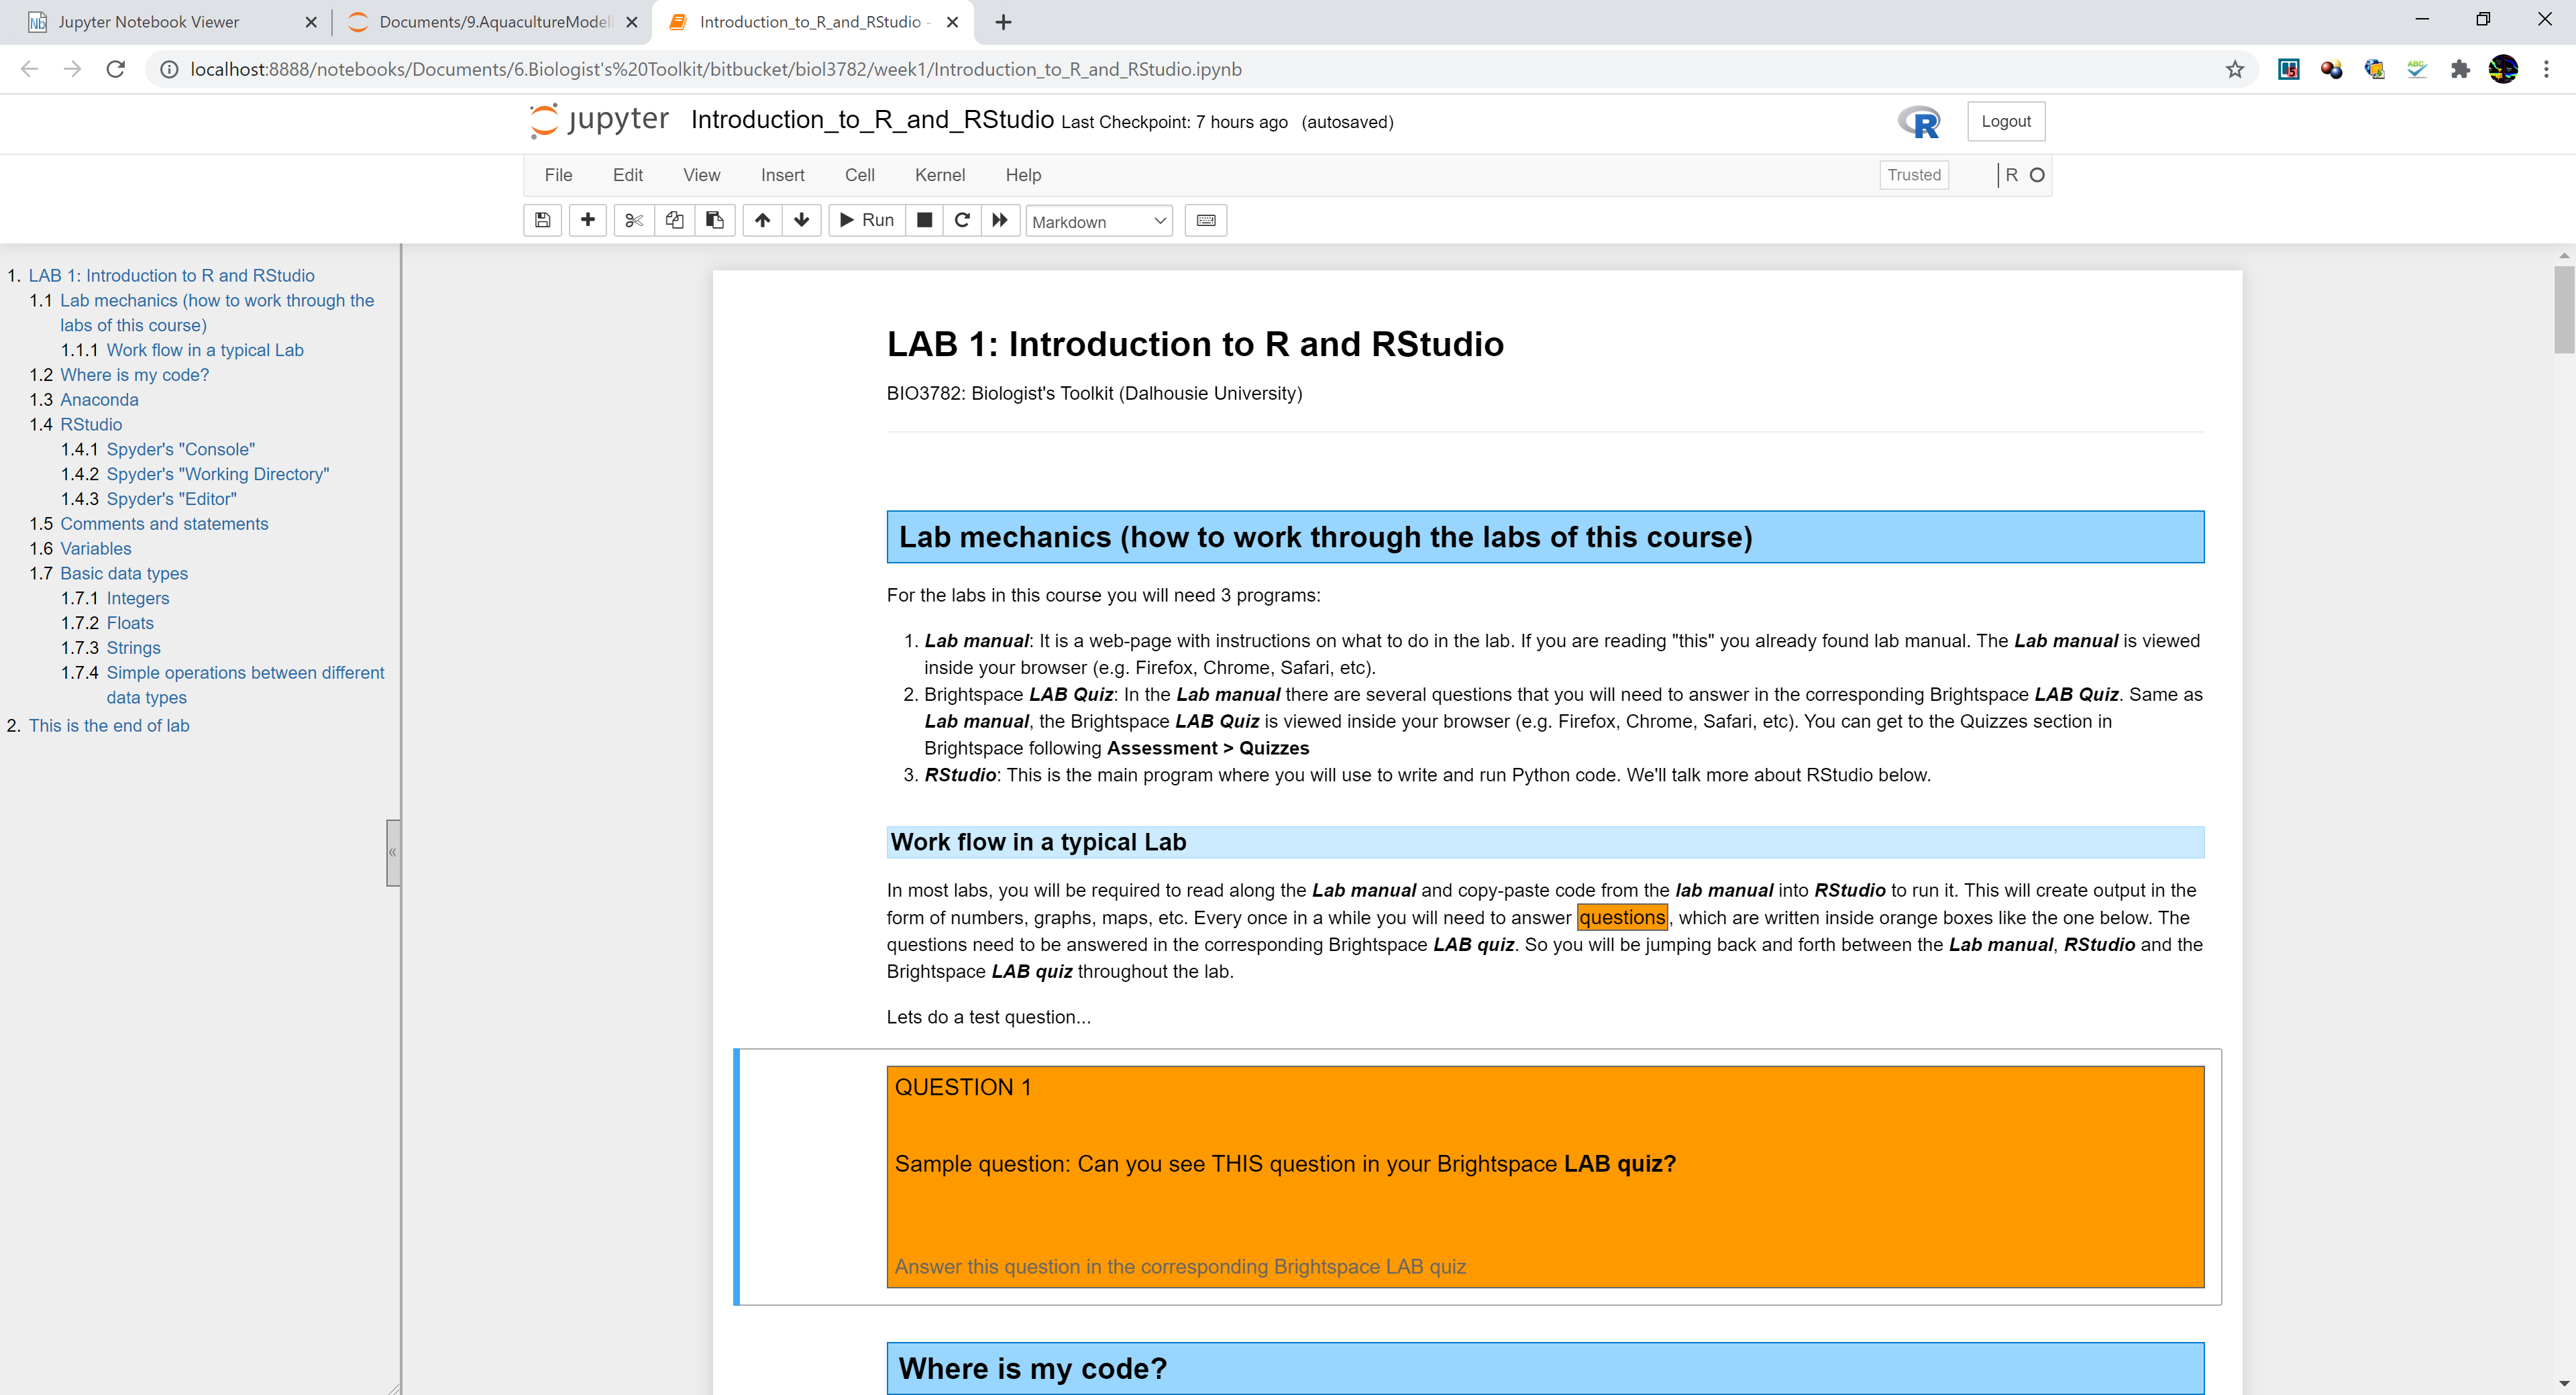 Jupyter Notebook Viewer
Documents/9.AquacultureModell
Introduction_to_R_and_RStudio -
localhost:8888/notebooks/Documents/6.Biologist's%20Toolkit/bitbucket/biol3782/week1/Introduction_to_R_and_RStudio.ipynb
jupyter Introduction_to_R_and_RStudio Last Checkpoint: 7 hours ago (autosaved)
R
Logout
File Edit View Insert Cell Kernel Help
Trusted
R
Run
Markdown
1. LAB 1: Introduction to R and RStudio
1.1 Lab mechanics (how to work through the
labs of this course)
1.1.1 Work flow in a typical Lab
1.2 Where is my code?
1.3 Anaconda
1.4 RStudio
1.4.1 Spyder's "Console"
1.4.2 Spyder's "Working Directory"
1.4.3 Spyder's "Editor"
1.5 Comments and statements
1.6 Variables
1.7 Basic data types
1.7.1 Integers
1.7.2 Floats
1.7.3 Strings
1.7.4 Simple operations between different
data types
2. This is the end of lab
LAB 1: Introduction to R and RStudio
BIO3782: Biologist's Toolkit (Dalhousie University)
Lab mechanics (how to work through the labs of this course)
For the labs in this course you will need 3 programs:
1. Lab manual: It is a web-page with instructions on what to do in the lab. If you are reading "this" you already found lab manual. The Lab manual is viewed
inside your browser (e.g. Firefox, Chrome, Safari, etc).
2. Brightspace LAB Quiz: In the Lab manual there are several questions that you will need to answer in the corresponding Brightspace LAB Quiz. Same as
Lab manual, the Brightspace LAB Quiz is viewed inside your browser (e.g. Firefox, Chrome, Safari, etc). You can get to the Quizzes section in
Brightspace following Assessment > Quizzes
3. RStudio: This is the main program where you will use to write and run Python code. We'll talk more about RStudio below.
Work flow in a typical Lab
In most labs, you will be required to read along the Lab manual and copy-paste code from the lab manual into RStudio to run it. This will create output in the
form of numbers, graphs, maps, etc. Every once in a while you will need to answer questions, which are written inside orange boxes like the one below. The
questions need to be answered in the corresponding Brightspace LAB quiz. So you will be jumping back and forth between the Lab manual, RStudio and the
Brightspace LAB quiz throughout the lab.
Lets do a test question...
QUESTION 1
Sample question: Can you see THIS question in your Brightspace LAB quiz?
Answer this question in the corresponding Brightspace LAB quiz
Where is my code?